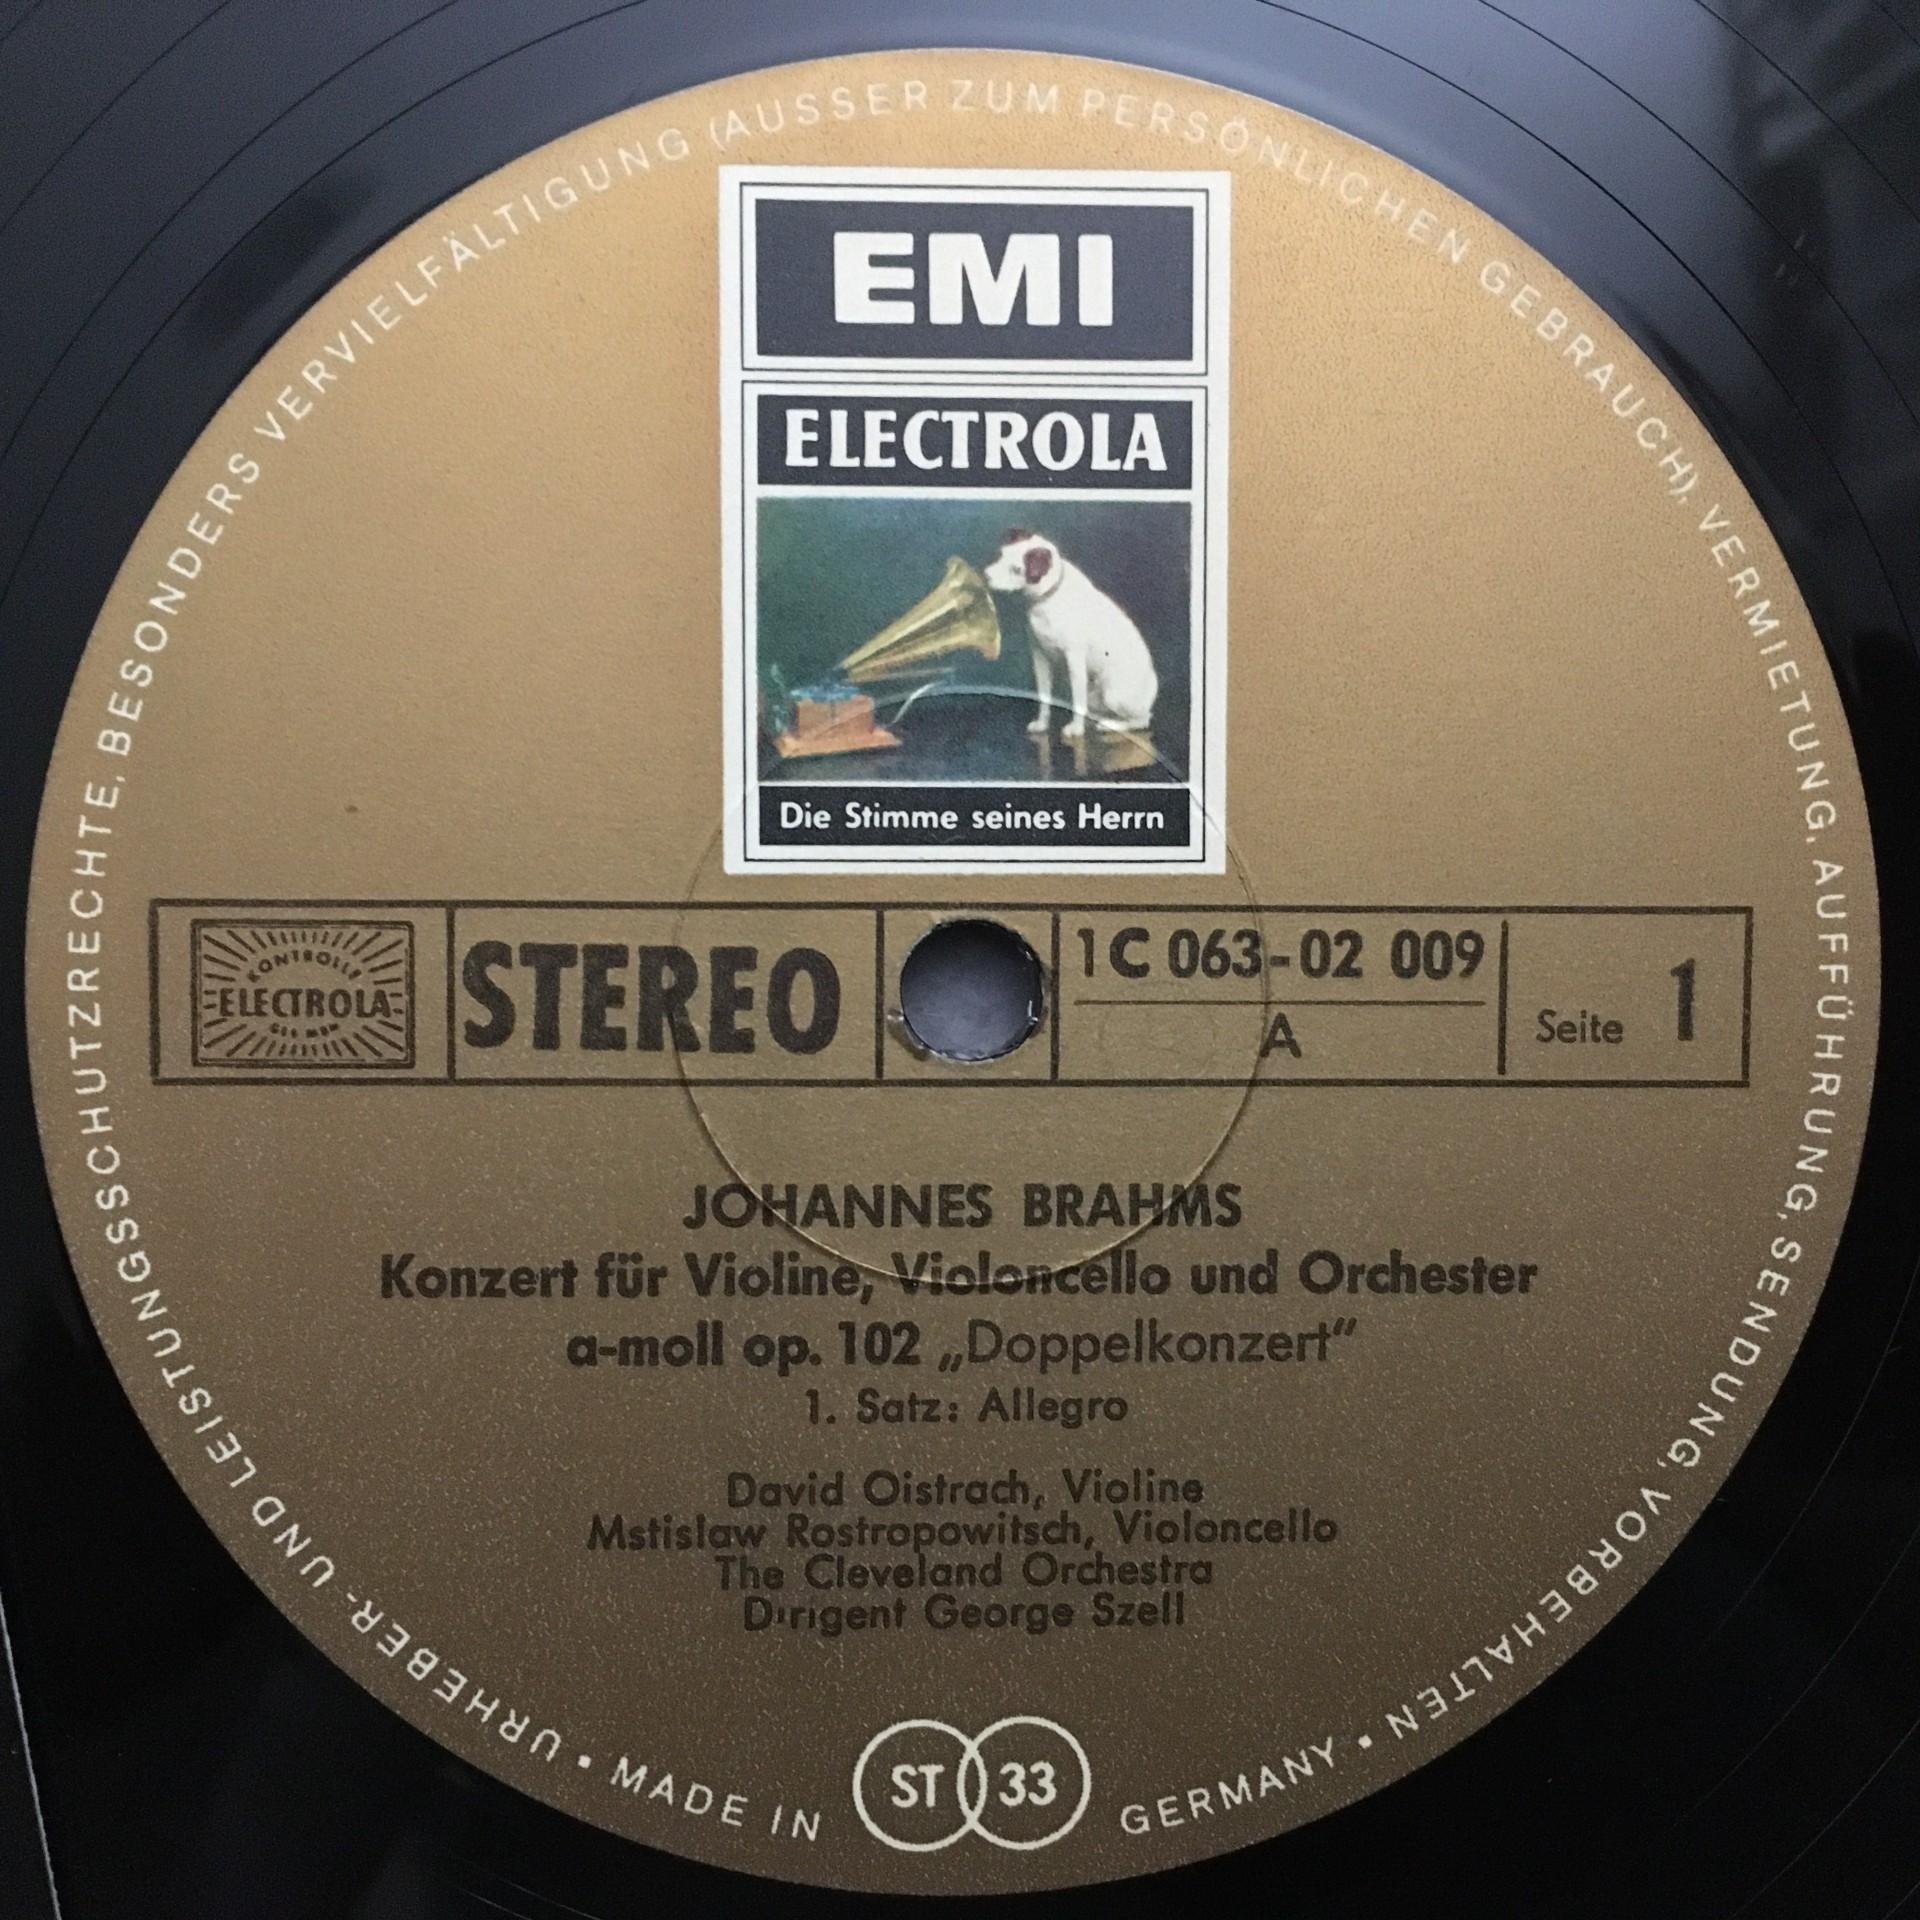 EMI
ELECTROLA
Die Stimme seines Herrn
KONTROLLE
ELECTROLA
STEREO
1C 063-02 009
A
Seite 1
JOHANNES BRAHMS
Konzert für Violine, Violoncello und Orchester
a-moll op. 102 „Doppelkonzert“
1. Satz: Allegro
David Oistrach, Violine
Mstislaw Rostropowitsch, Violoncello
The Cleveland Orchestra
Dirigent George Szell
ST 33
URHEBER- UND LEISTUNGSSCHUTZRECHTE, BESONDERS VERVIELFÄLTIGUNG (AUSSER ZUM PERSÖNLICHEN GEBRAUCH), VERMIETUNG, AUFFÜHRUNG, SENDUNG, VORBEHALTEN •
MADE IN GERMANY •